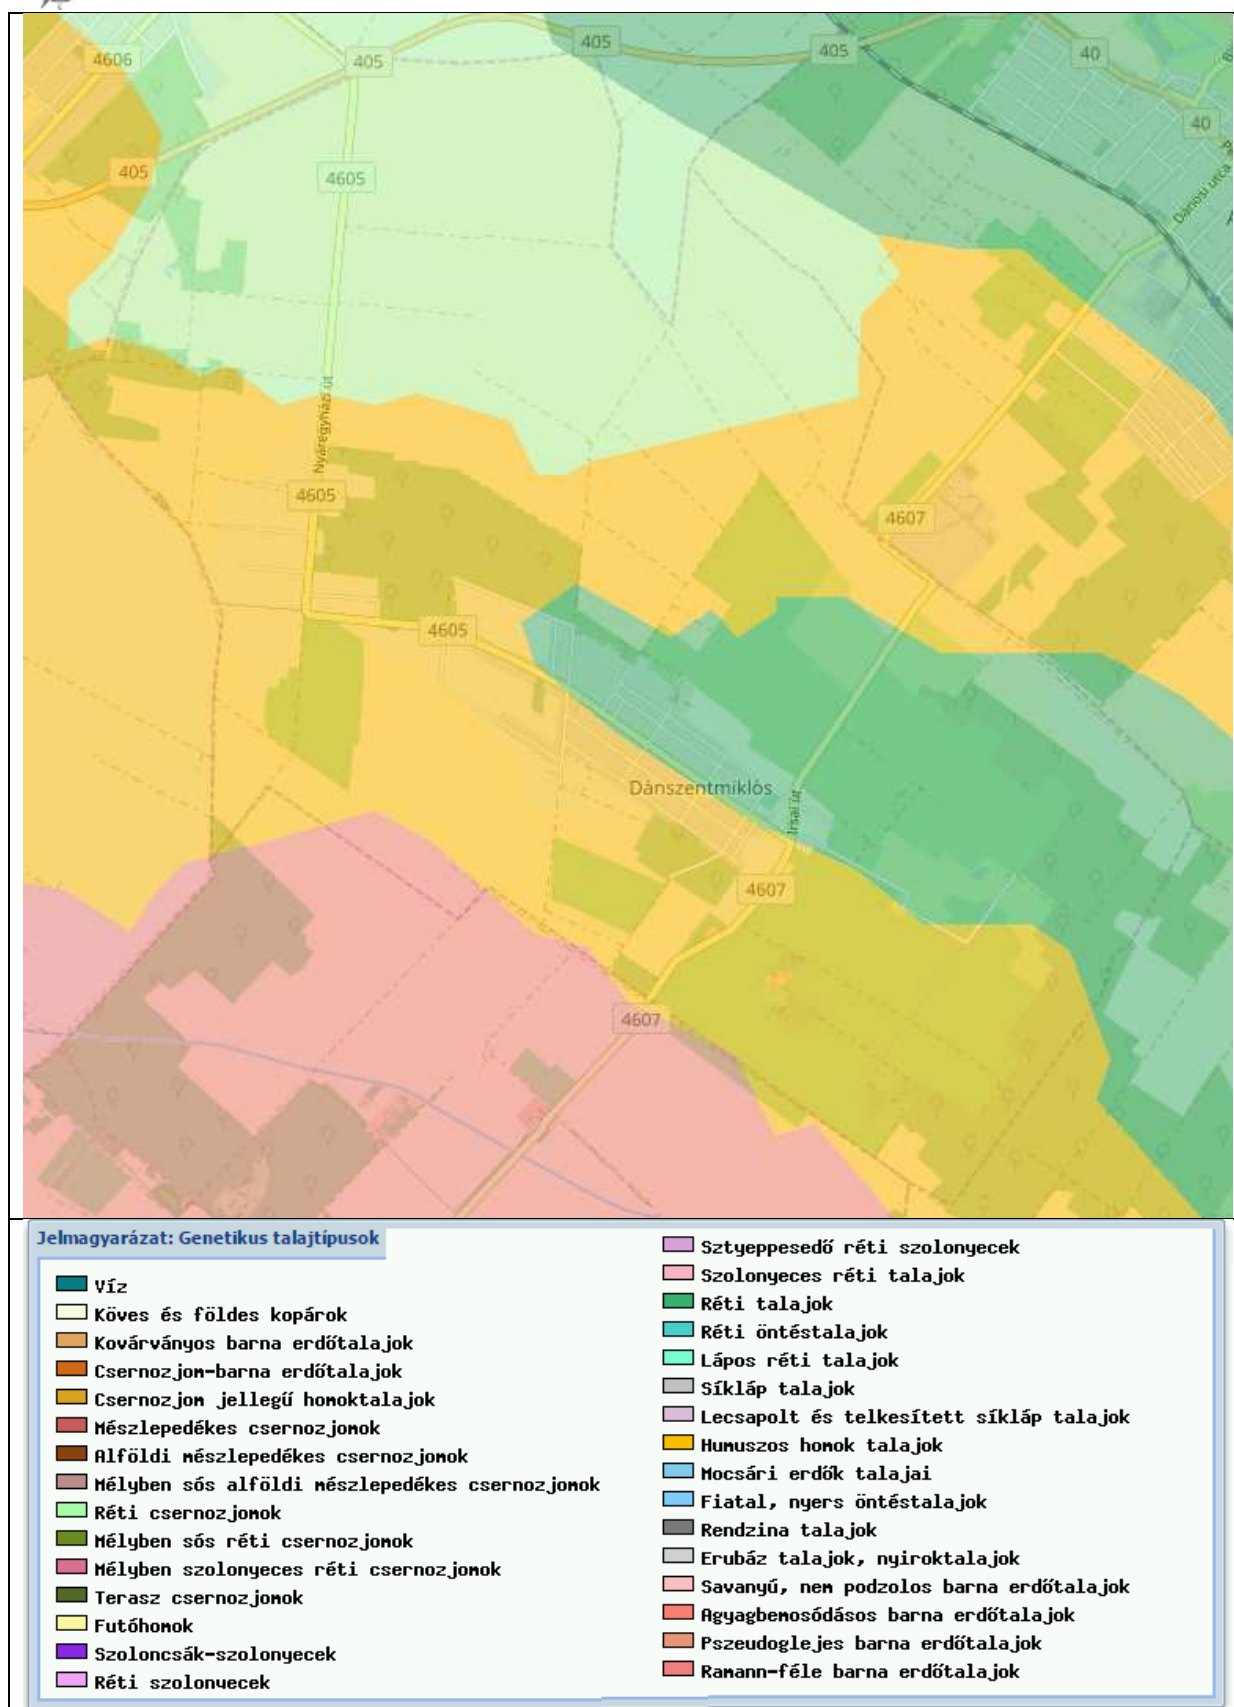 405
405
405
40
4606
40
405
4605
Dánosi utca
Nyáregyházi út
4605
4607
4605
Dánszentmiklós
Irsai út
4607
4607
Jelmagyarázat: Genetikus talajtípusok
Víz
Köves és földes kopárok
Kovárványos barna erdőtalajok
Csernozjom-barna erdőtalajok
Csernozjom jellegű homoktalajok
Mészlepedékes csernozjomok
Alföldi mészlepedékes csernozjomok
Mélyben sós alföldi mészlepedékes csernozjomok
Réti csernozjomok
Mélyben sós réti csernozjomok
Mélyben szolonyeces réti csernozjomok
Terasz csernozjomok
Futóhomok
Szoloncsák-szolonyecek
Réti szolonyecek
Sztyeppesedő réti szolonyecek
Szolonyeces réti talajok
Réti talajok
Réti öntéstalajok
Lápos réti talajok
Síkláp talajok
Lecsapolt és telkesített síkláp talajok
Humuszos homok talajok
Mocsári erdők talajai
Fiatal, nyers öntéstalajok
Rendzina talajok
Erubáz talajok, nyiroktalajok
Savanyú, nem podzolos barna erdőtalajok
Agyagbemosódásos barna erdőtalajok
Pszeudoglejes barna erdőtalajok
Ramann-féle barna erdőtalajok